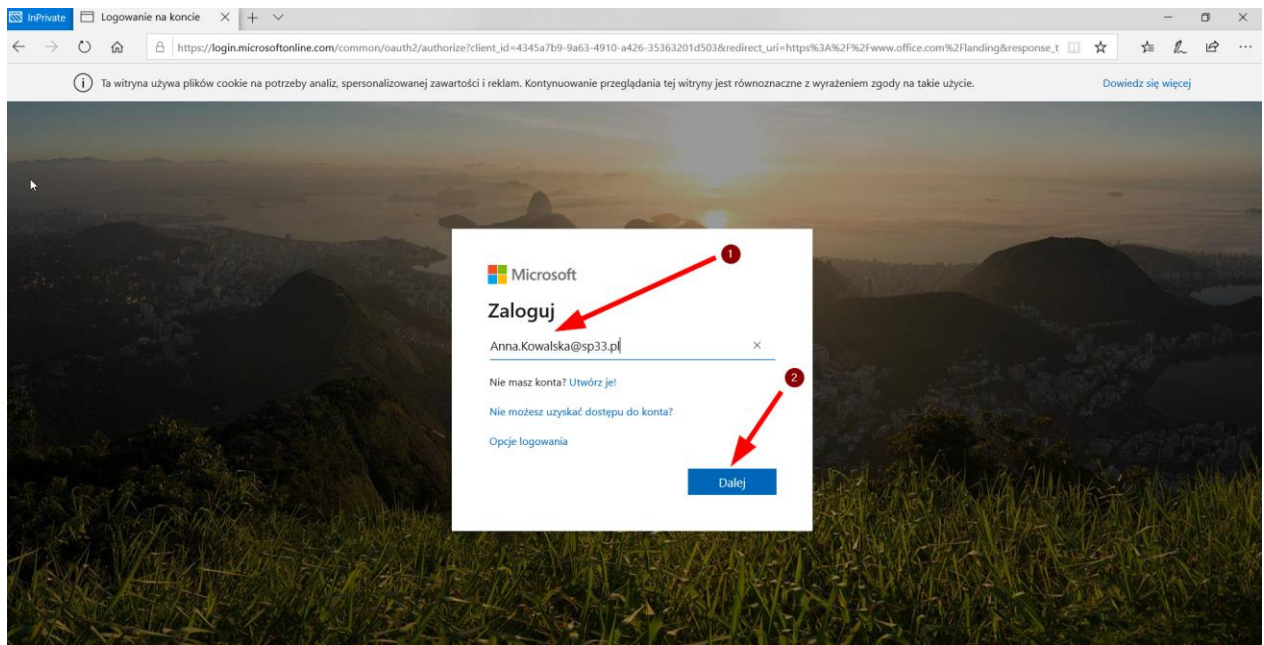 InPrivate
Logowanie na koncie
https://login.microsoftonline.com/common/oauth2/authorize?client_id=4345a7b9-9a63-4910-a426-35363201d503&redirect_uri=https%3A%2F%2Fwww.office.com%2Flanding&response_t
Ta witryna używa plików cookie na potrzeby analiz, spersonalizowanej zawartości i reklam. Kontynuowanie przeglądania tej witryny jest równoznaczne z wyrażeniem zgody na takie użycie.
Dowiedz się więcej
1
Microsoft
Zaloguj
Anna.Kowalska@sp33.pl
Nie masz konta? Utwórz je!
2
Nie możesz uzyskać dostępu do konta?
Opcje logowania
Dalej